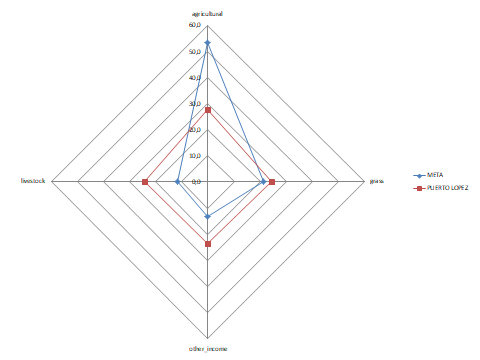 agricultural
60,0
50,0
40,0
30,0
20,0
10,0
livestock
0,0
grass
META
PUERTO LOPEZ
other_income